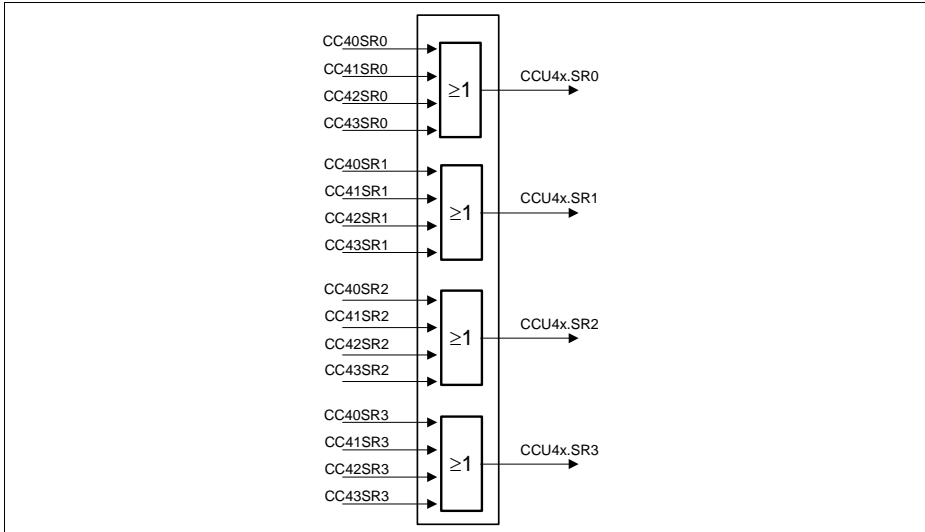 CC40SR0
CC41SR0
CC42SR0
CC43SR0
≥1
CCU4x.SR0
CC40SR1
CC41SR1
CC42SR1
CC43SR1
≥1
CCU4x.SR1
CC40SR2
CC41SR2
CC42SR2
CC43SR2
≥1
CCU4x.SR2
CC40SR3
CC41SR3
CC42SR3
CC43SR3
≥1
CCU4x.SR3